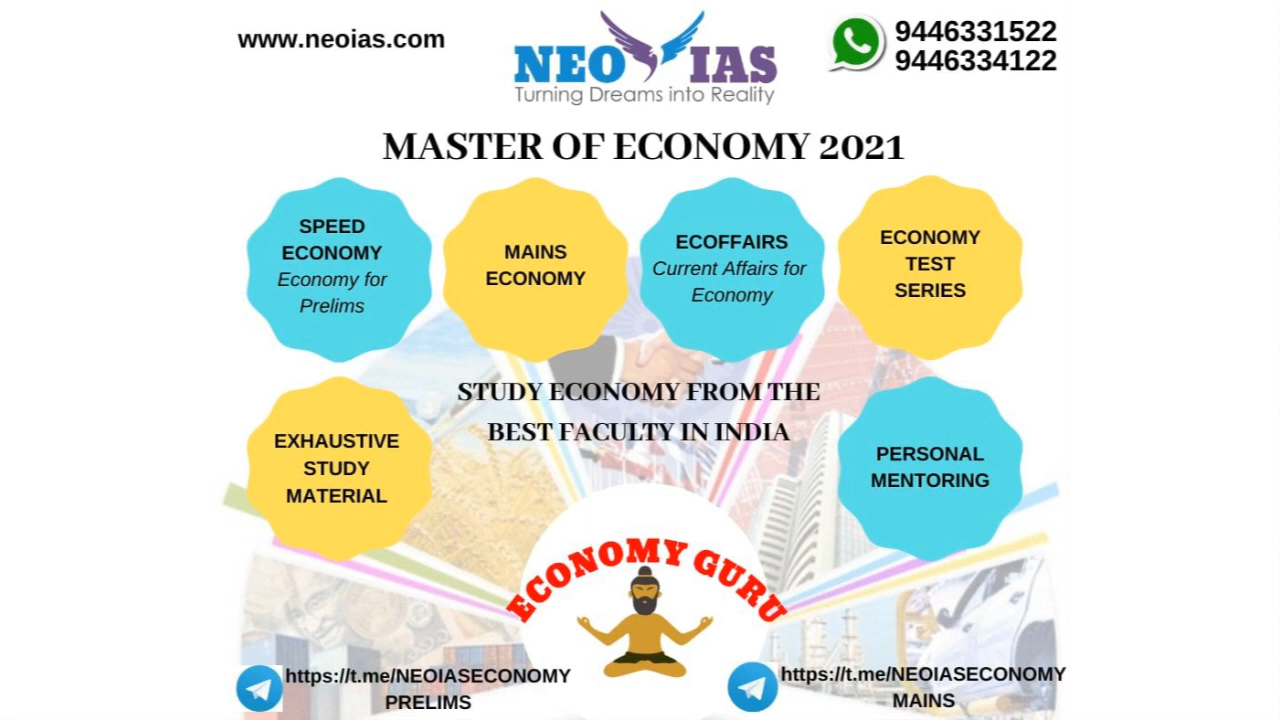 www.neoias.com
NEO IAS
Turning Dreams into Reality
9446331522
9446334122
MASTER OF ECONOMY 2021
SPEED
ECONOMY
Economy for
Prelims
MAINS
ECONOMY
ECOFFAIRS
Current Affairs for
Economy
ECONOMY
TEST
SERIES
STUDY ECONOMY FROM THE
BEST FACULTY IN INDIA
EXHAUSTIVE
STUDY
MATERIAL
PERSONAL
MENTORING
ECONOMY GURU
https://t.me/NEOIASECONOMY
PRELIMS
https://t.me/NEOIASECONOMY
MAINS